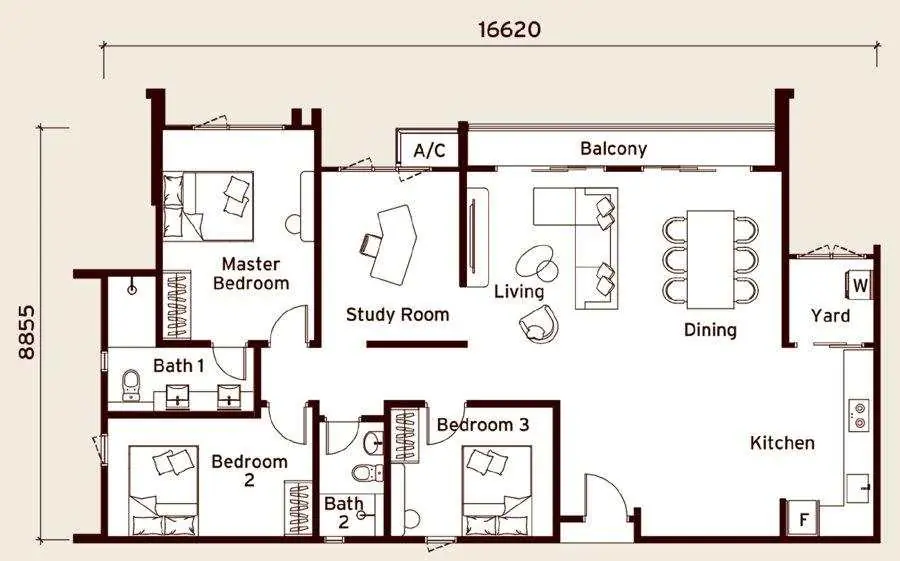 16620
8855
A/C
Balcony
Master
Bedroom
Study Room
Living
Dining
W
Yard
Bath 1
Bedroom
2
Bath
2
Bedroom 3
Kitchen
F